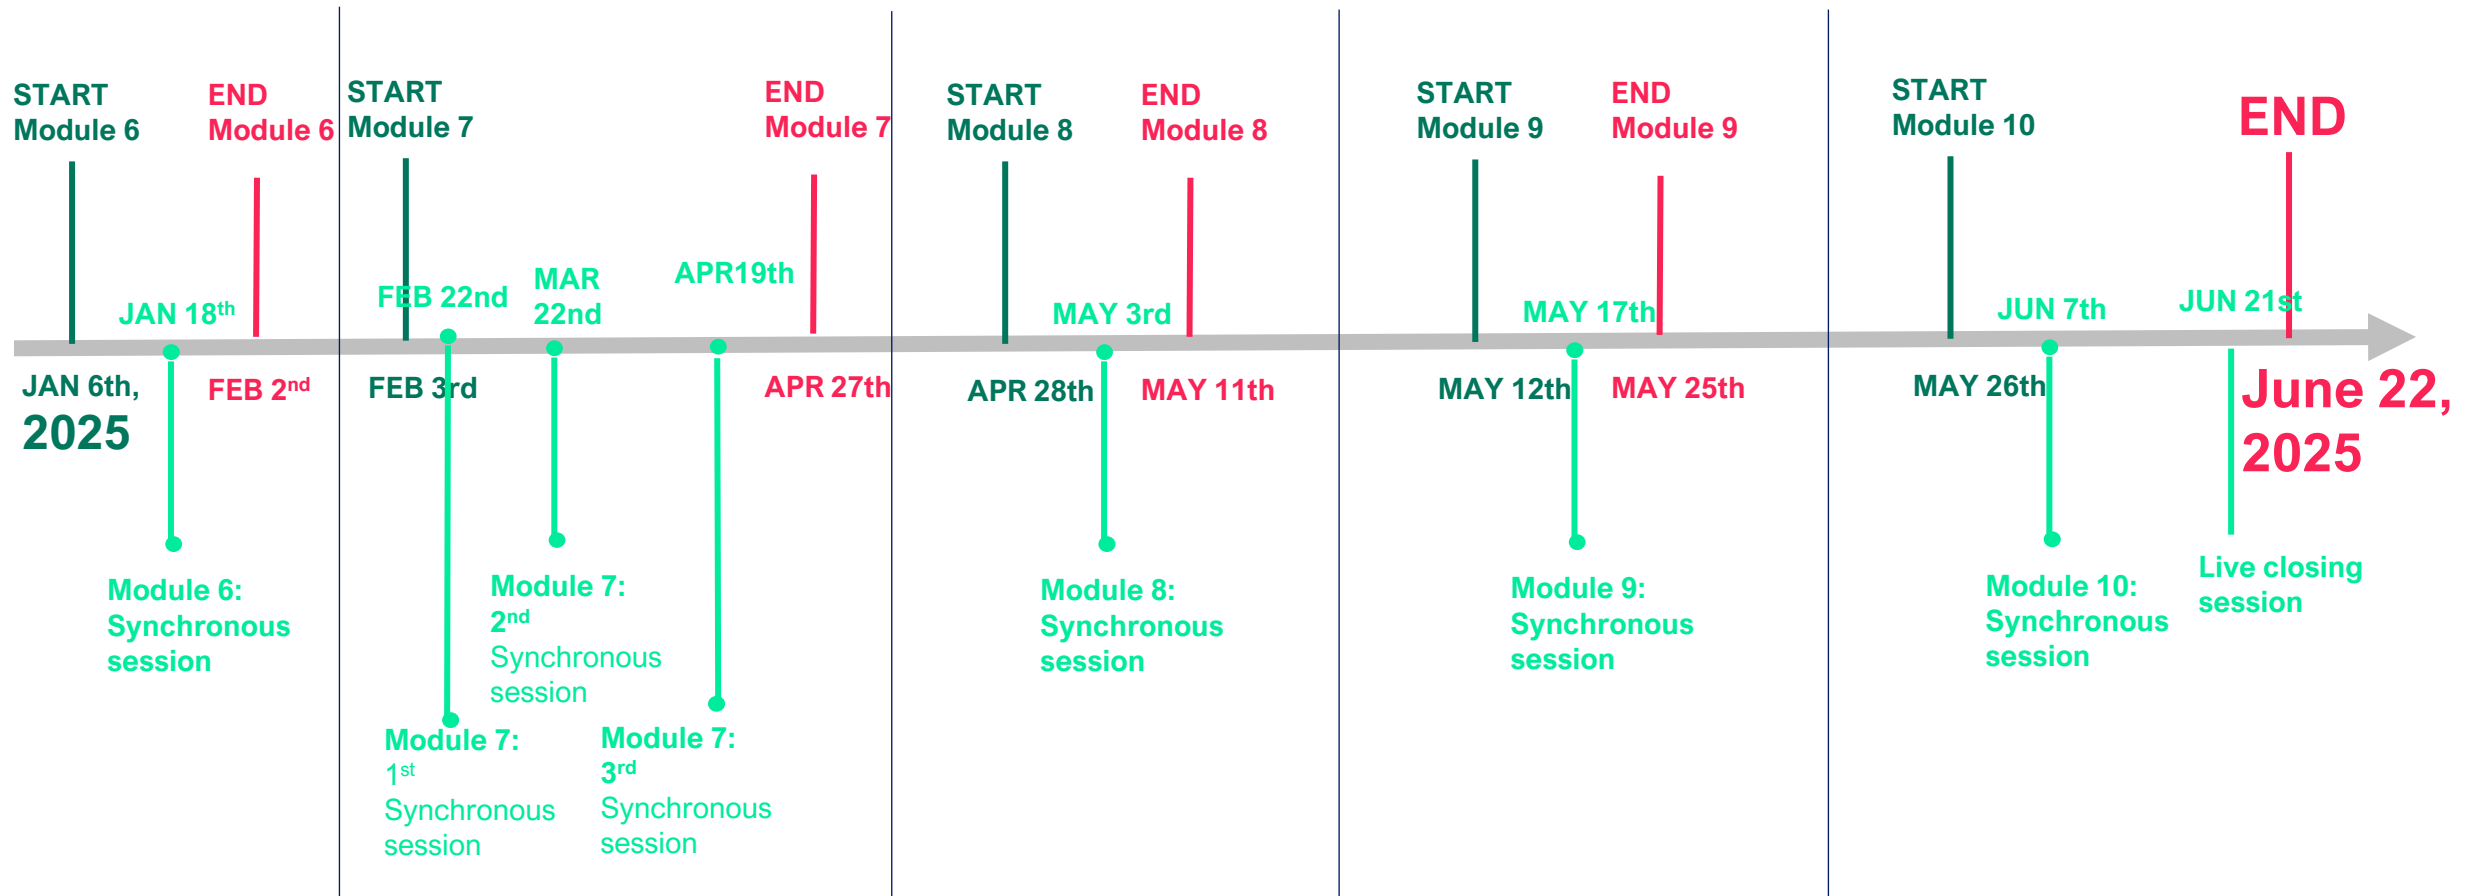 START
Module 6
END
Module 6
JAN 18th
JAN 6th,
2025
FEB 2nd
Module 6:
Synchronous
session
START
Module 7
END
Module 7
FEB 22nd
MAR
22nd
APR19th
FEB 3rd
APR 27th
Module 7:
2nd
Synchronous
session
Module 7:
1st
Synchronous
session
Module 7:
3rd
Synchronous
session
START
Module 8
END
Module 8
MAY 3rd
APR 28th
MAY 11th
Module 8:
Synchronous
session
START
Module 9
END
Module 9
MAY 17th
MAY 12th
MAY 25th
Module 9:
Synchronous
session
START
Module 10
END
JUN 7th
JUN 21st
MAY 26th
June 22,
2025
Module 10:
Synchronous
session
Live closing
session